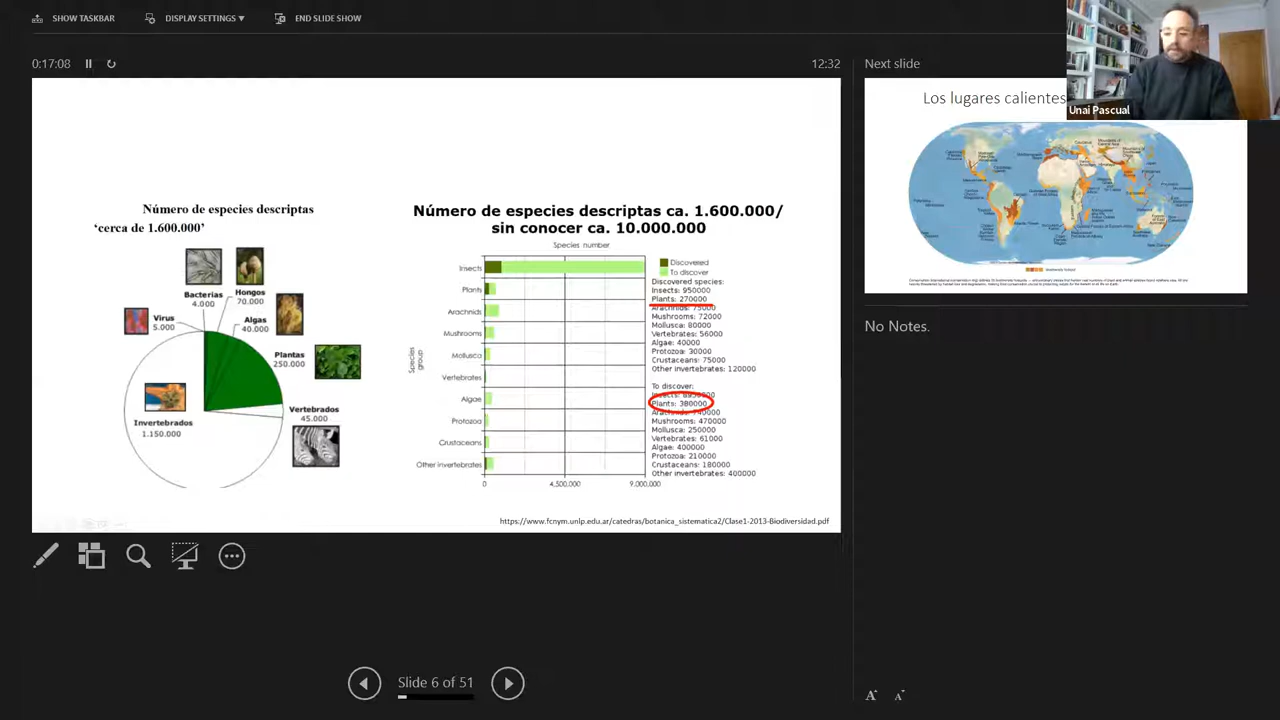 SHOW TASKBAR
DISPLAY SETTINGS ▼
END SLIDE SHOW
0:17:08
12:32
Número de especies descriptas
‘cerca de 1.600.000’
Bacterias
4.000
Hongos
70.000
Virus
5.000
Algas
40.000
Plantas
250.000
Vertebrados
45.000
Invertebrados
1.150.000
Número de especies descriptas ca. 1.600.000/
sin conocer ca. 10.000.000
Species number
Species
group
Insects
Plants
Arachnids
Mushrooms
Mollusca
Vertebrates
Algae
Protozoa
Crustaceans
Other invertebrates
0
4,500,000
9,000,000
Discovered
To discover
Discovered species:
Insects: 950000
Plants: 270000
Arachnids: 75000
Mushrooms: 72000
Mollusca: 80000
Vertebrates: 56000
Algae: 40000
Protozoa: 30000
Crustaceans: 75000
Other invertebrates: 120000
To discover:
Insects:
Plants: 380000
Arachnids: 740000
Mushrooms: 470000
Mollusca: 250000
Vertebrates: 61000
Algae: 400000
Protozoa: 210000
Crustaceans: 180000
Other invertebrates: 400000
https://www.fcnym.unlp.edu.ar/catedras/botanica_sistematica2/Clase1-2013-Biodiversidad.pdf
Slide 6 of 51
Next slide
Los lugares calientes
Unai Pascual
No Notes.